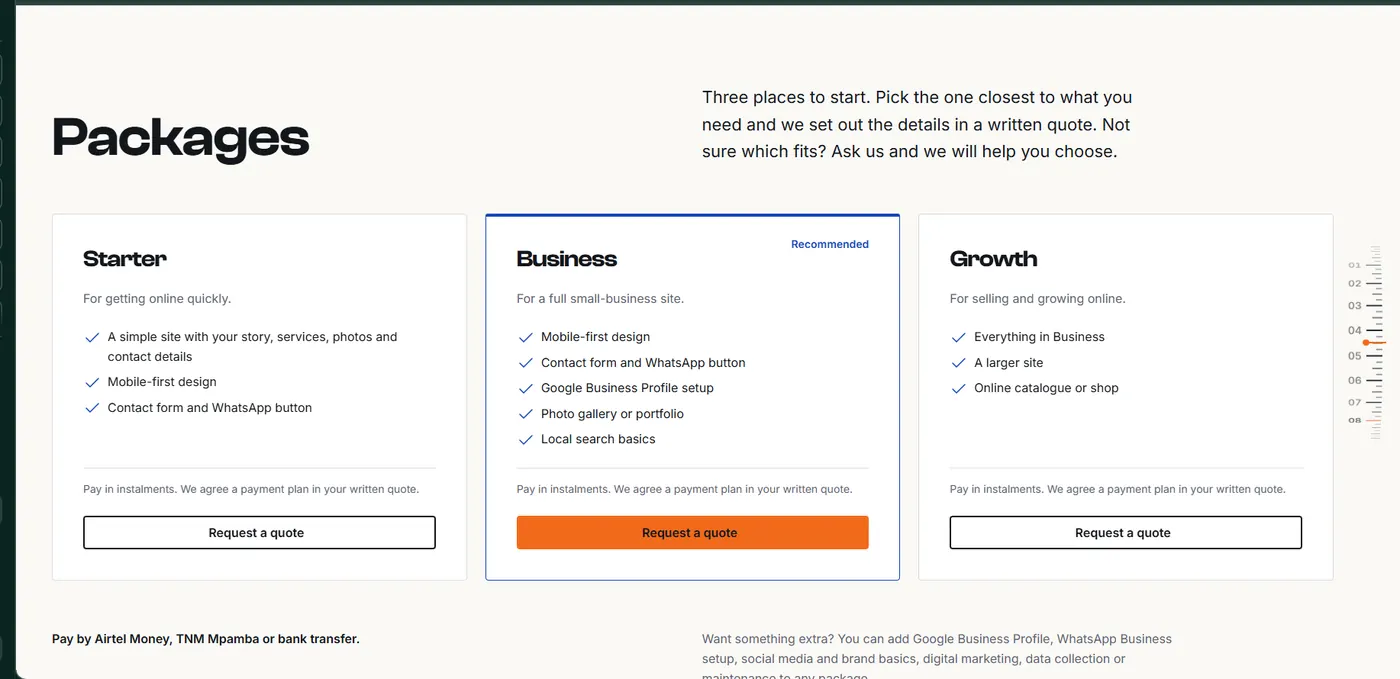 Packages
Three places to start. Pick the one closest to what you
need and we set out the details in a written quote. Not
sure which fits? Ask us and we will help you choose.
Starter
For getting online quickly.
A simple site with your story, services, photos and
contact details
Mobile-first design
Contact form and WhatsApp button
Pay in instalments. We agree a payment plan in your written quote.
Request a quote
Recommended
Business
For a full small-business site.
Mobile-first design
Contact form and WhatsApp button
Google Business Profile setup
Photo gallery or portfolio
Local search basics
Pay in instalments. We agree a payment plan in your written quote.
Request a quote
Growth
For selling and growing online.
Everything in Business
A larger site
Online catalogue or shop
Pay in instalments. We agree a payment plan in your written quote.
Request a quote
01
02
03
04
05
06
07
08
Pay by Airtel Money, TNM Mpamba or bank transfer.
Want something extra? You can add Google Business Profile, WhatsApp Business
setup, social media and brand basics, digital marketing, data collection or
maintenance to any package.